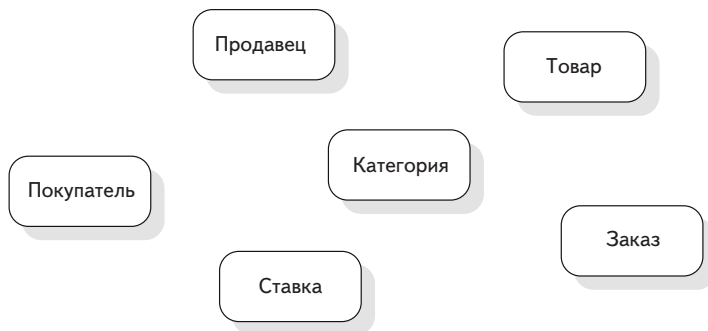 Продавец
Товар
Категория
Покупатель
Заказ
Ставка